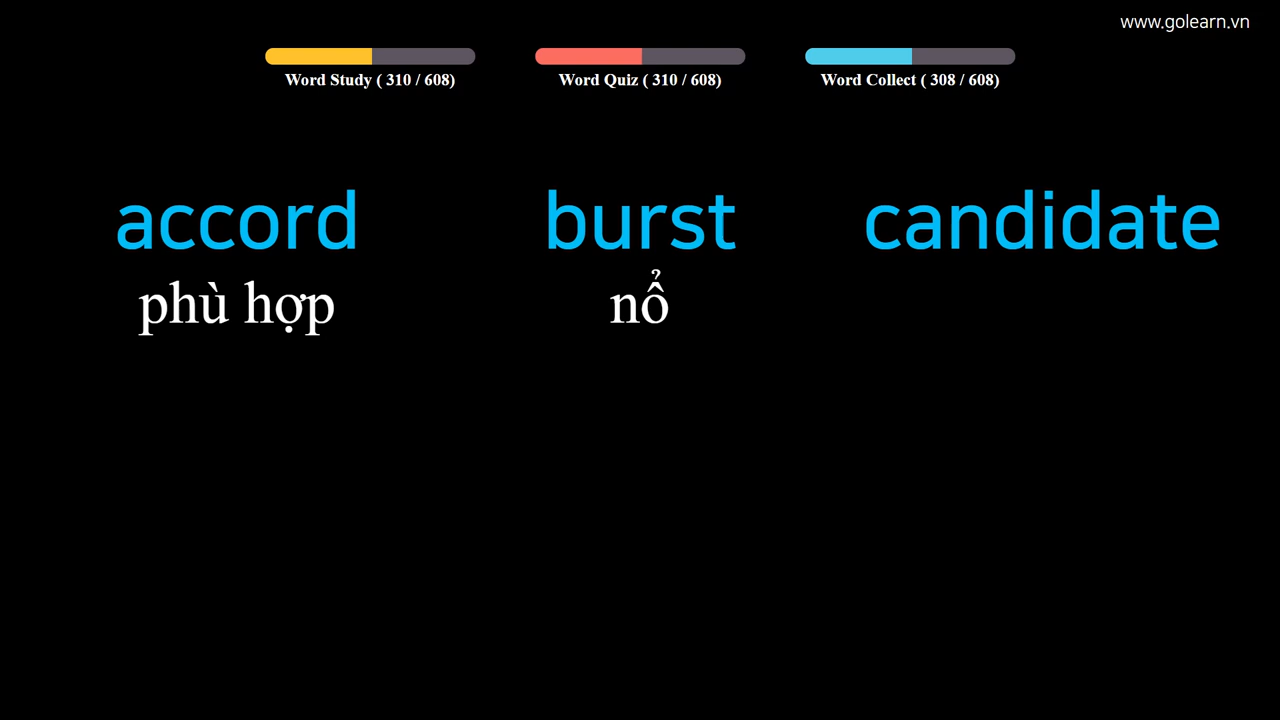 www.golearn.vn
Word Study ( 310 / 608)
Word Quiz ( 310 / 608)
Word Collect ( 308 / 608)
accord
burst
candidate
phù hợp
nổ